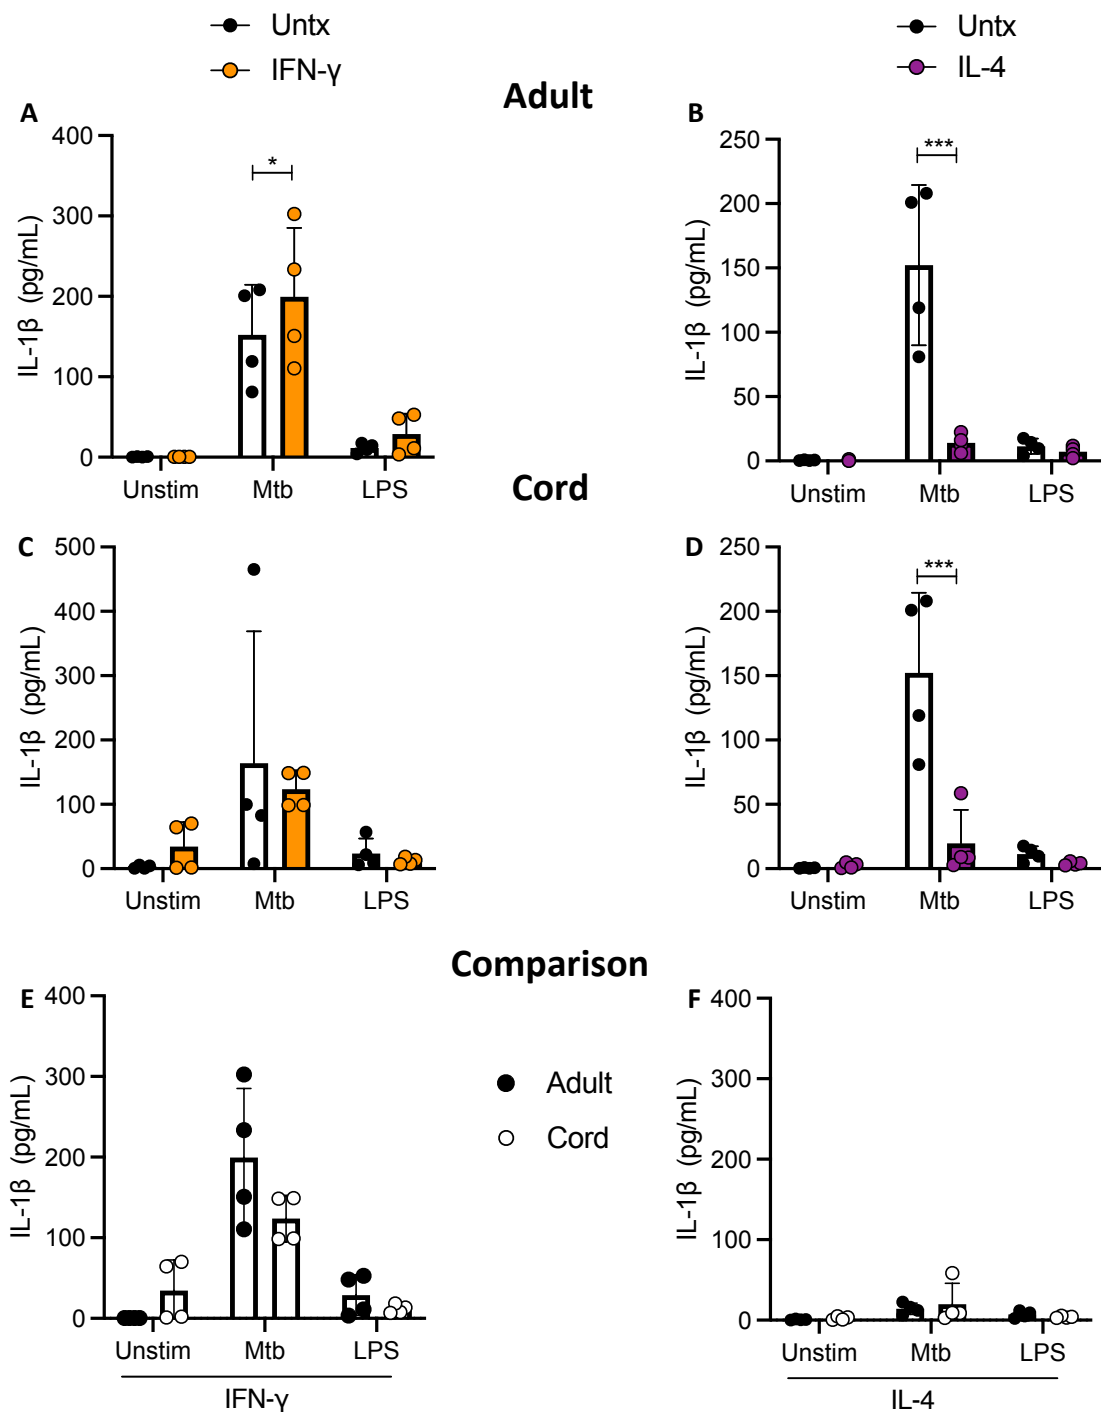 Untx
IFN-γ
Untx
IL-4
Adult
A
400
300
200
100
0
IL-1β (pg/mL)
*
Unstim Mtb LPS
B
250
200
150
100
50
0
IL-1β (pg/mL)
***
Unstim Mtb LPS
Cord
C
500
400
300
200
100
0
IL-1β (pg/mL)
Unstim Mtb LPS
D
250
200
150
100
50
0
IL-1β (pg/mL)
***
Unstim Mtb LPS
Comparison
E
400
300
200
100
0
IL-1β (pg/mL)
Unstim Mtb LPS
IFN-γ
Adult
Cord
F
400
300
200
100
0
IL-1β (pg/mL)
Unstim Mtb LPS
IL-4